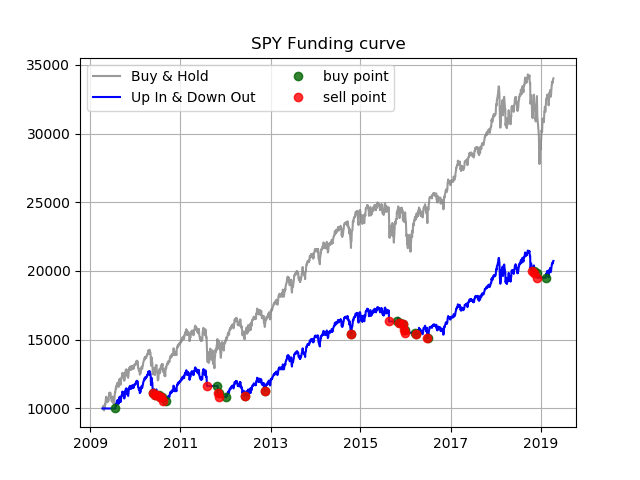 SPY Funding curve
Buy & Hold
Up In & Down Out
buy point
sell point
35000
30000
25000
20000
15000
10000
2009
2011
2013
2015
2017
2019